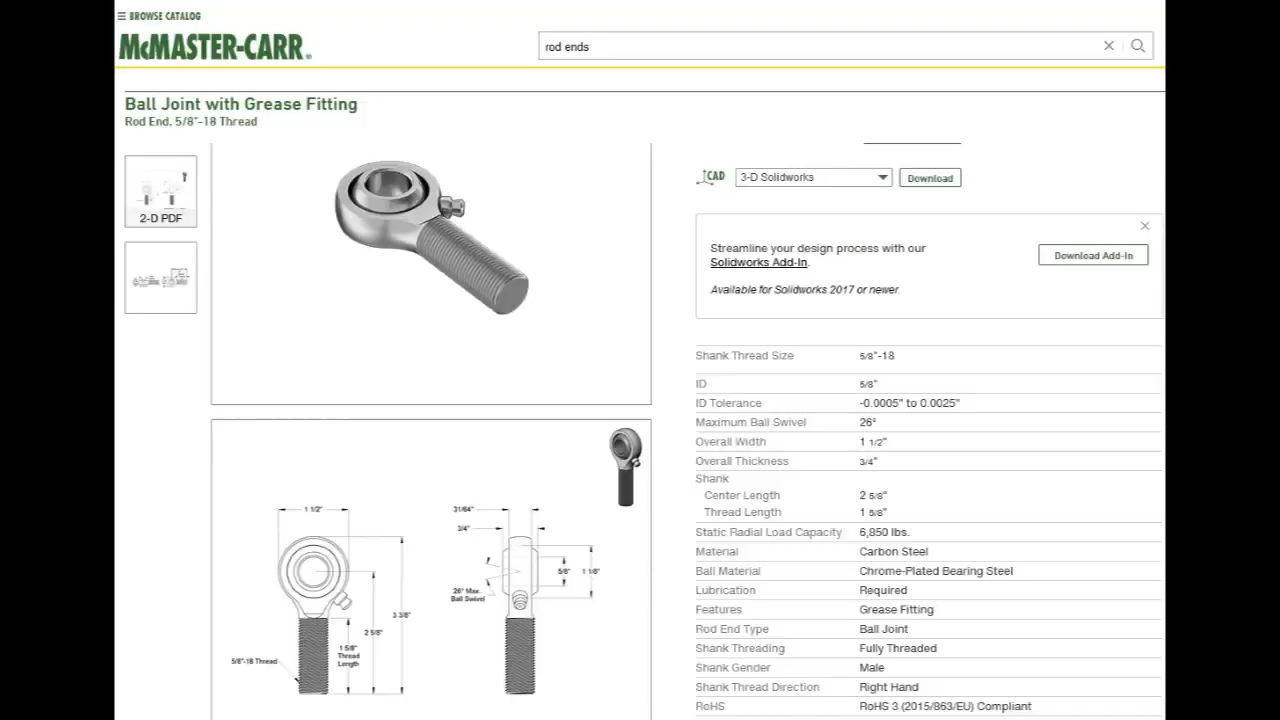 ☰ BROWSE CATALOG
McMASTER-CARR®
rod ends
Ball Joint with Grease Fitting
Rod End, 5/8"-18 Thread
2-D PDF
CAD
3-D Solidworks
Download
Streamline your design process with our
Solidworks Add-In.
Download Add-In
Available for Solidworks 2017 or newer.
Shank Thread Size 5/8"-18
ID 5/8"
ID Tolerance -0.0005" to 0.0025"
Maximum Ball Swivel 26°
Overall Width 1 1/2"
Overall Thickness 3/4"
Shank
Center Length 2 5/8"
Thread Length 1 5/8"
Static Radial Load Capacity 6,850 lbs.
Material Carbon Steel
Ball Material Chrome-Plated Bearing Steel
Lubrication Required
Features Grease Fitting
Rod End Type Ball Joint
Shank Threading Fully Threaded
Shank Gender Male
Shank Thread Direction Right Hand
RoHS RoHS 3 (2015/863/EU) Compliant
1 1/2"
31/64"
3/4"
5/8"
1 1/8"
26° Max.
Ball Swivel
3 3/8"
2 5/8"
1 5/8"
Thread
Length
5/8"-18 Thread